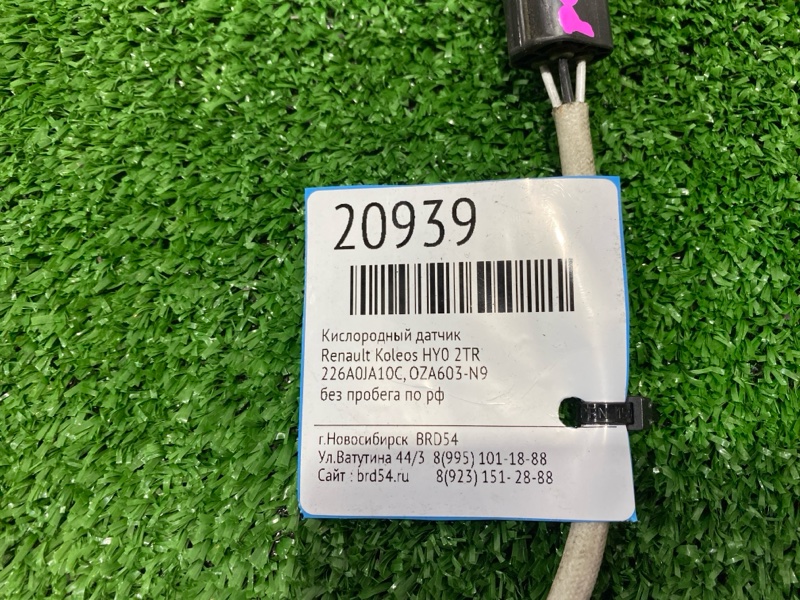 20939
Кислородный датчик
Renault Koleos HY0 2TR
226A0JA10C, OZA603-N9
без пробега по рф
г.Новосибирск BRD54
Ул.Ватутина 44/3 8(995) 101-18-88
Сайт : brd54.ru 8(923) 151- 28-88